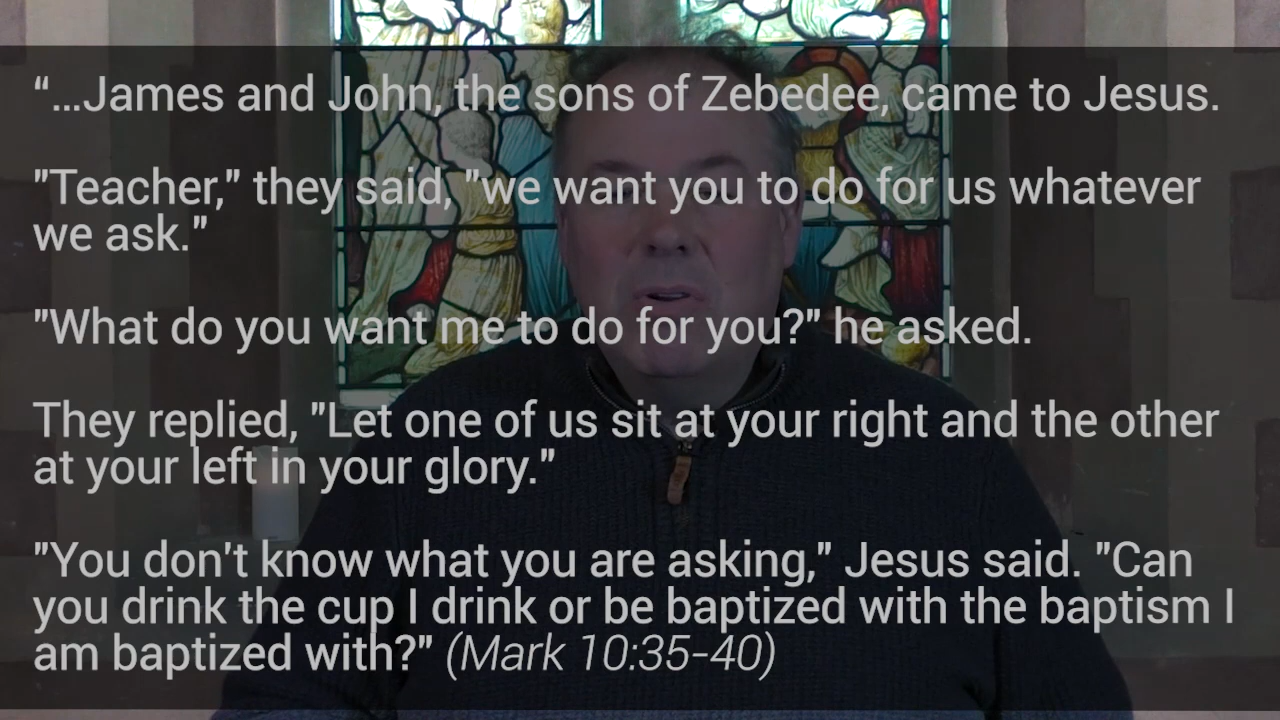 “...James and John, the sons of Zebedee, came to Jesus.
"Teacher," they said, "we want you to do for us whatever
we ask."
"What do you want me to do for you?" he asked.
They replied, "Let one of us sit at your right and the other
at your left in your glory."
"You don't know what you are asking," Jesus said. "Can
you drink the cup I drink or be baptized with the baptism I
am baptized with?" (Mark 10:35-40)